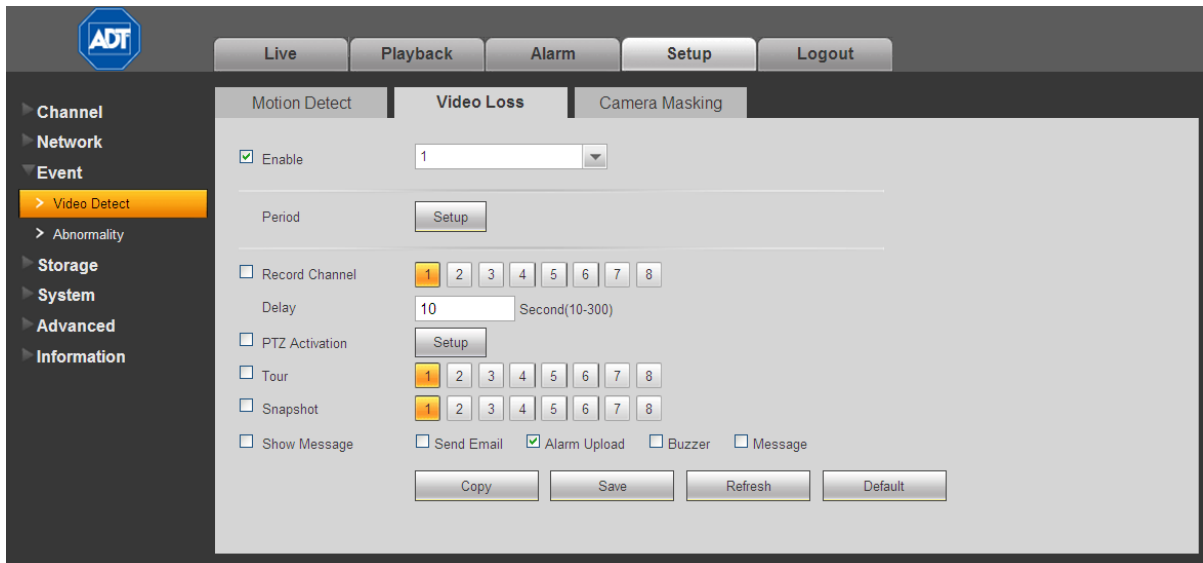 ADT
Live Playback Alarm Setup Logout
Channel
Network
Event
> Video Detect
> Abnormality
Storage
System
Advanced
Information
Motion Detect Video Loss Camera Masking
Enable 1
Period Setup
Record Channel 1 2 3 4 5 6 7 8
Delay 10 Second(10-300)
PTZ Activation Setup
Tour 1 2 3 4 5 6 7 8
Snapshot 1 2 3 4 5 6 7 8
Show Message Send Email Alarm Upload Buzzer Message
Copy Save Refresh Default